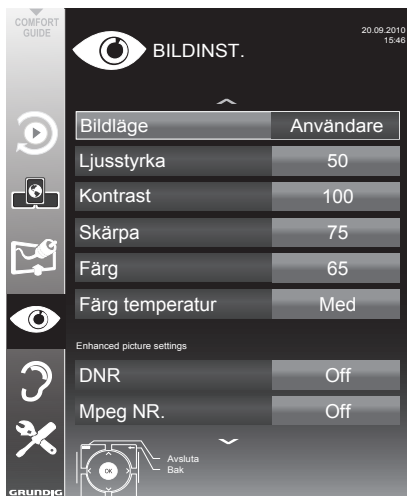 COMFORT
GUIDE
BILDINST.
20.09.2010
15:46
Bildläge Användare
Ljusstyrka 50
Kontrast 100
Skärpa 75
Färg 65
Färg temperatur Med
Enhanced picture settings
DNR Off
Mpeg NR. Off
Avsluta
Bak
OK
GRUNDIG